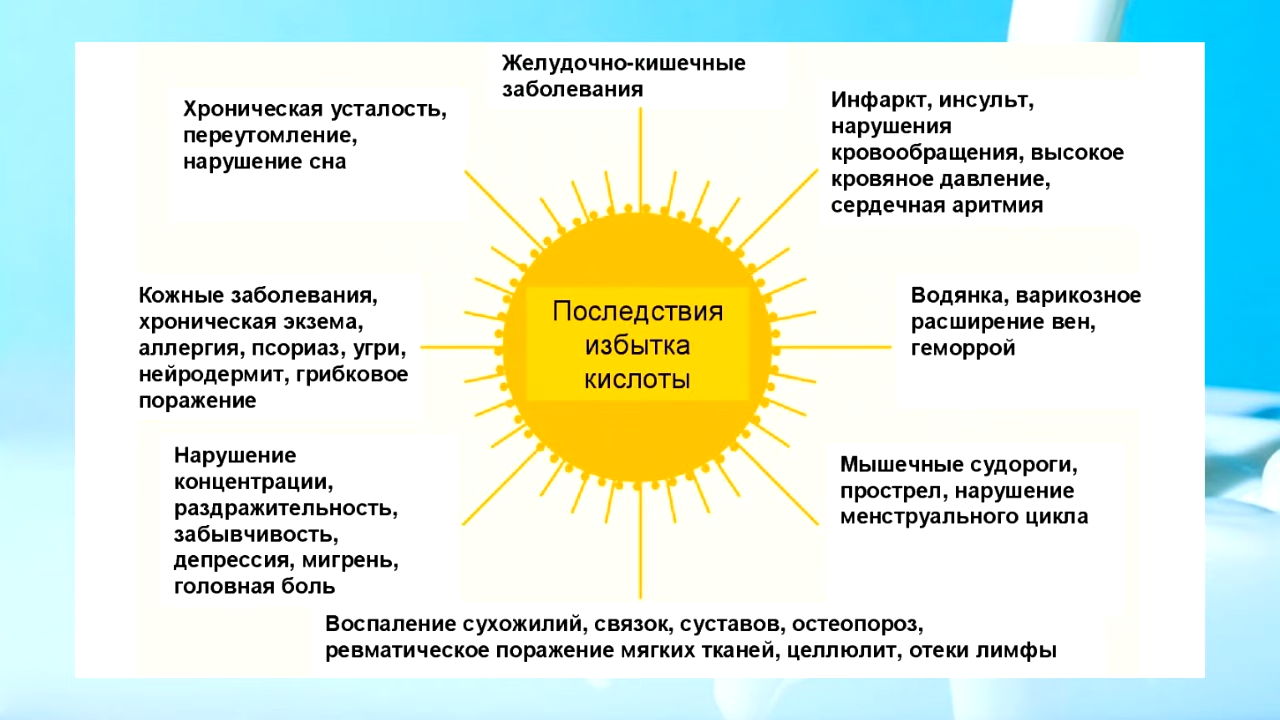 Желудочно-кишечные
заболевания
Хроническая усталость,
переутомление,
нарушение сна
Инфаркт, инсульт,
нарушения
кровообращения, высокое
кровяное давление,
сердечная аритмия
Кожные заболевания,
хроническая экзема,
аллергия, псориаз, угри,
нейродермит, грибковое
поражение
Последствия
избытка
кислоты
Водянка, варикозное
расширение вен,
геморрой
Нарушение
концентрации,
раздражительность,
забывчивость,
депрессия, мигрень,
головная боль
Мышечные судороги,
прострел, нарушение
менструального цикла
Воспаление сухожилий, связок, суставов, остеопороз,
ревматическое поражение мягких тканей, целлюлит, отеки лимфы